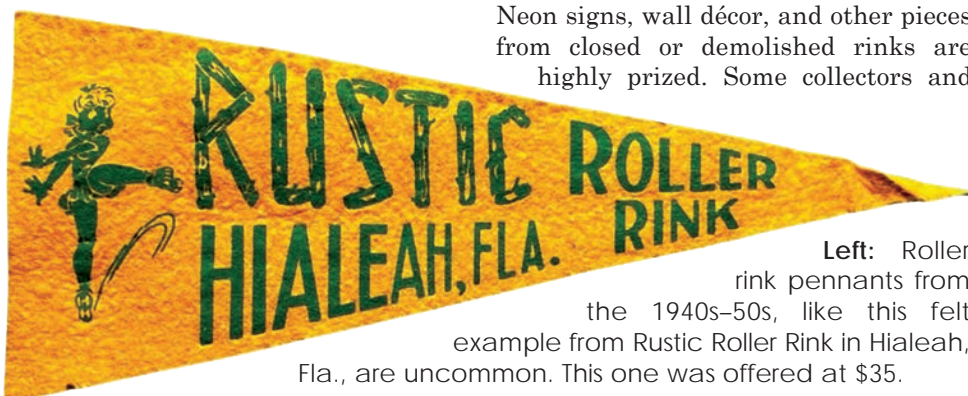 Neon signs, wall décor, and other pieces
from closed or demolished rinks are
highly prized. Some collectors and
RUSTIC ROLLER
RINK
HIALEAH, FLA.
Left: Roller
rink pennants from
the 1940s–50s, like this felt
example from Rustic Roller Rink in Hialeah,
Fla., are uncommon. This one was offered at $35.